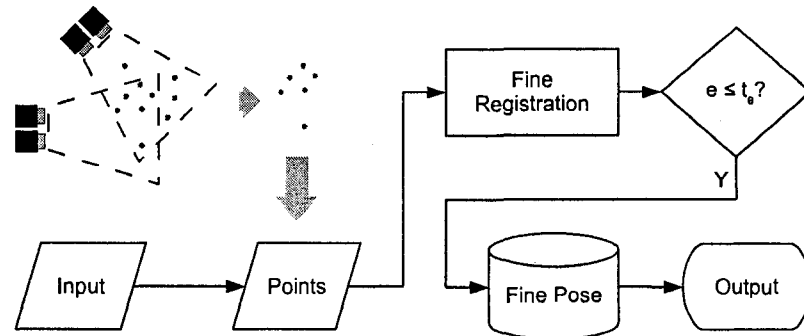 Fine
Registration
e ≤ tₑ?
Y
Input
Points
Fine Pose
Output